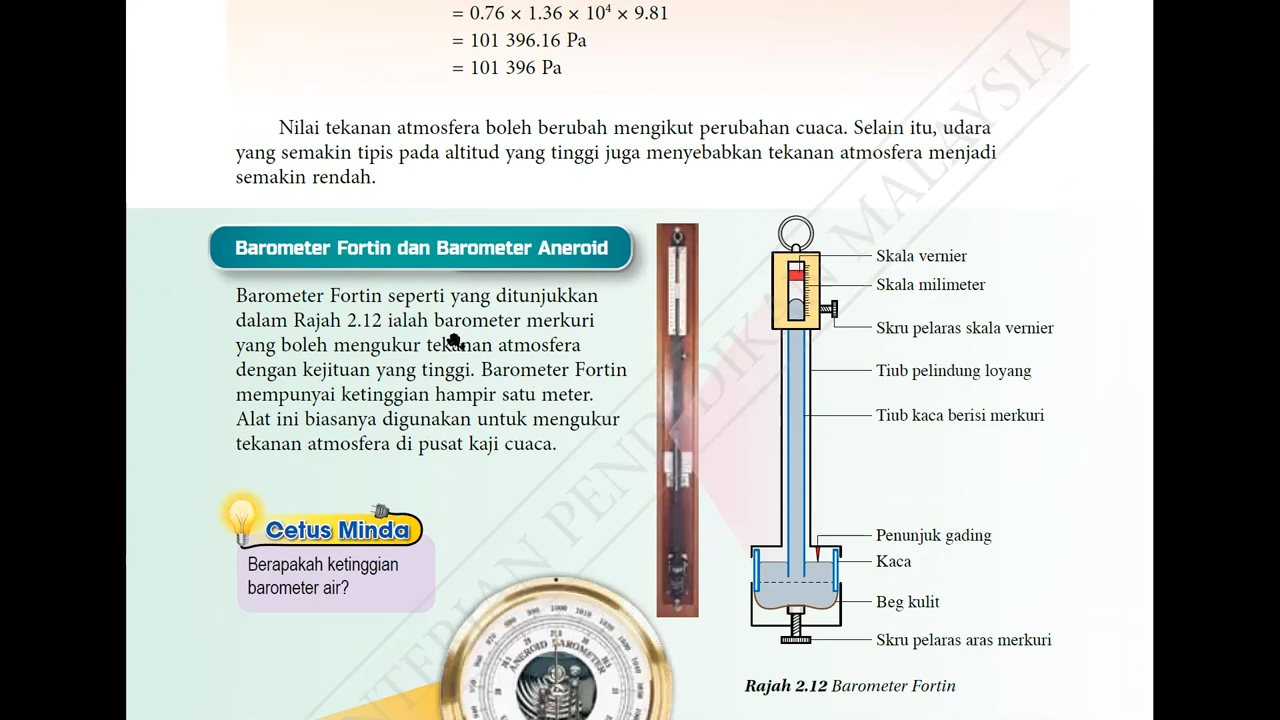 = 0.76 × 1.36 × 10⁴ × 9.81
= 101 396.16 Pa
= 101 396 Pa
Nilai tekanan atmosfera boleh berubah mengikut perubahan cuaca. Selain itu, udara
yang semakin tipis pada altitud yang tinggi juga menyebabkan tekanan atmosfera menjadi
semakin rendah.
Barometer Fortin dan Barometer Aneroid
Barometer Fortin seperti yang ditunjukkan
dalam Rajah 2.12 ialah barometer merkuri
yang boleh mengukur tekanan atmosfera
dengan kejituan yang tinggi. Barometer Fortin
mempunyai ketinggian hampir satu meter.
Alat ini biasanya digunakan untuk mengukur
tekanan atmosfera di pusat kaji cuaca.
Cetus Minda
Berapakah ketinggian
barometer air?
ANEROID BAROMETER
Skala vernier
Skala milimeter
Skru pelaras skala vernier
Tiub pelindung loyang
Tiub kaca berisi merkuri
Penunjuk gading
Kaca
Beg kulit
Skru pelaras aras merkuri
Rajah 2.12 Barometer Fortin
KEMENTERIAN PENDIDIKAN MALAYSIA